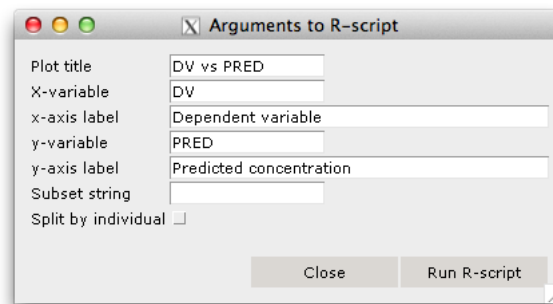 X Arguments to R-script
Plot title DV vs PRED
X-variable DV
x-axis label Dependent variable
y-variable PRED
y-axis label Predicted concentration
Subset string
Split by individual
Close Run R-script